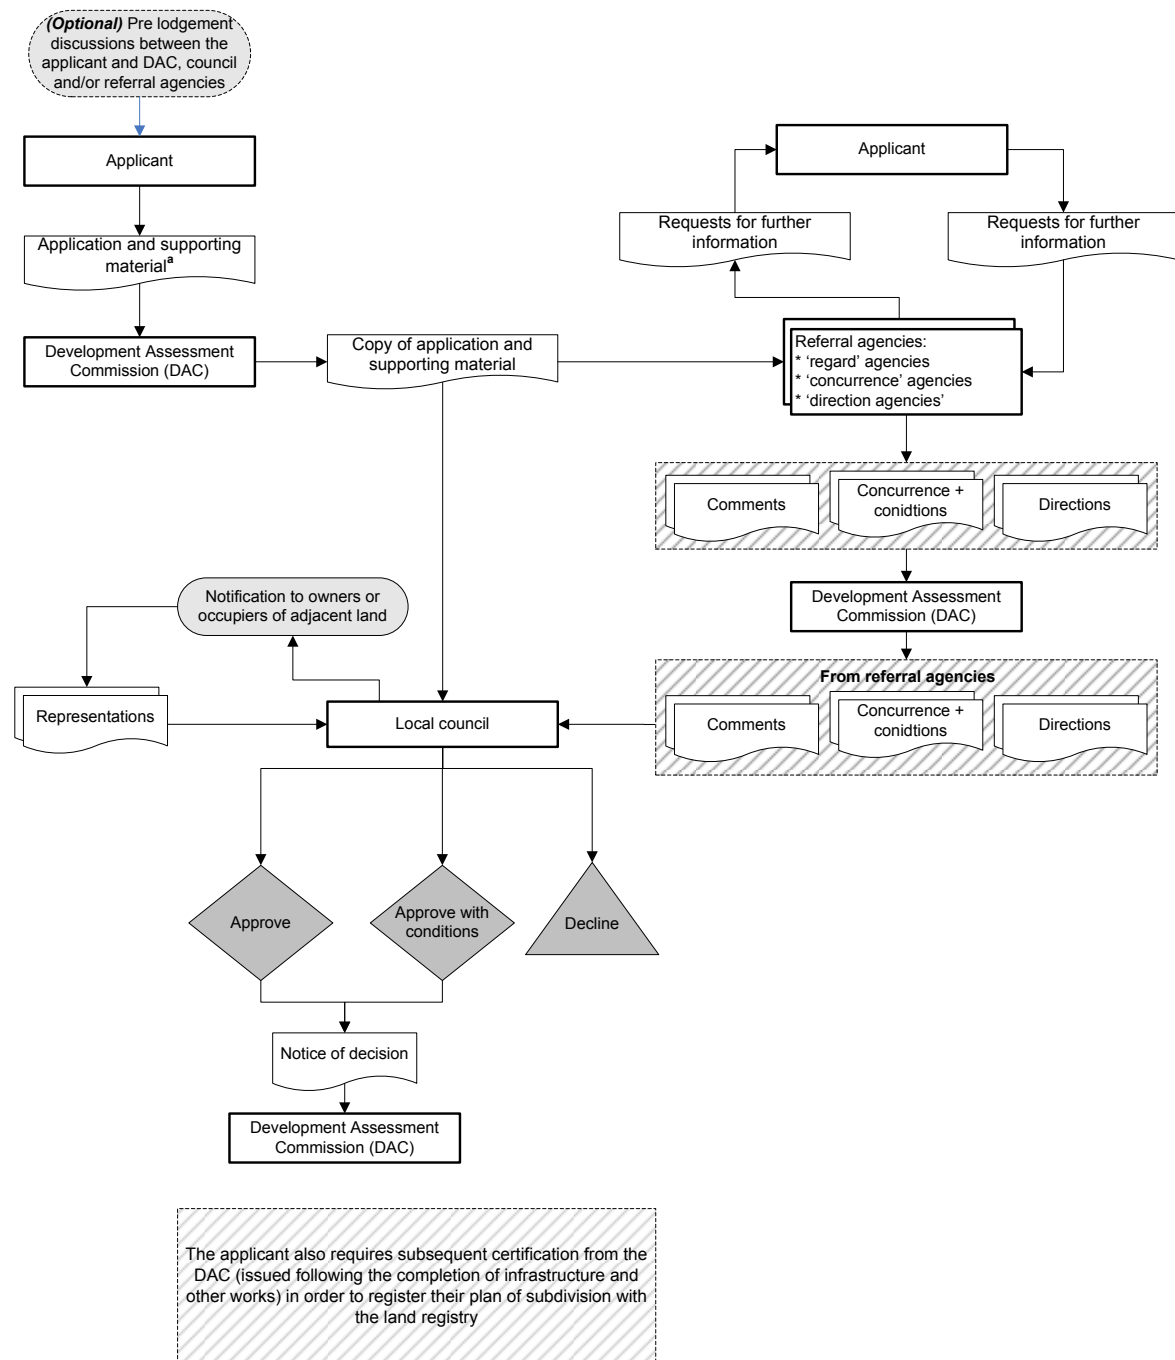 (Optional) Pre lodgement
discussions between the
applicant and DAC, council
and/or referral agencies
Applicant
Application and supporting
materialª
Development Assessment
Commission (DAC)
Copy of application and
supporting material
Applicant
Requests for further
information
Requests for further
information
Referral agencies:
* 'regard' agencies
* 'concurrence' agencies
* 'direction agencies'
Comments
Concurrence +
conidtions
Directions
Development Assessment
Commission (DAC)
From referral agencies
Comments
Concurrence +
conidtions
Directions
Notification to owners or
occupiers of adjacent land
Representations
Local council
Approve
Approve with
conditions
Decline
Notice of decision
Development Assessment
Commission (DAC)
The applicant also requires subsequent certification from the
DAC (issued following the completion of infrastructure and
other works) in order to register their plan of subdivision with
the land registry